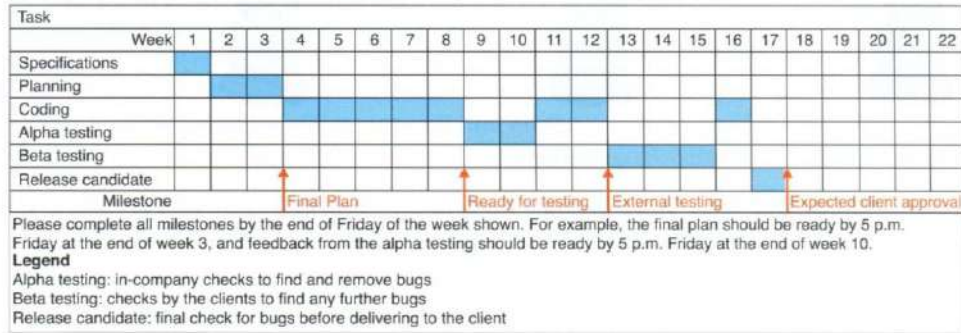 Task
Week 1 2 3 4 5 6 7 8 9 10 11 12 13 14 15 16 17 18 19 20 21 22
Specifications
Planning
Coding
Alpha testing
Beta testing
Release candidate
Milestone Final Plan Ready for testing External testing Expected client approval
Please complete all milestones by the end of Friday of the week shown. For example, the final plan should be ready by 5 p.m.
Friday at the end of week 3, and feedback from the alpha testing should be ready by 5 p.m. Friday at the end of week 10.
Legend
Alpha testing: in-company checks to find and remove bugs
Beta testing: checks by the clients to find any further bugs
Release candidate: final check for bugs before delivering to the client